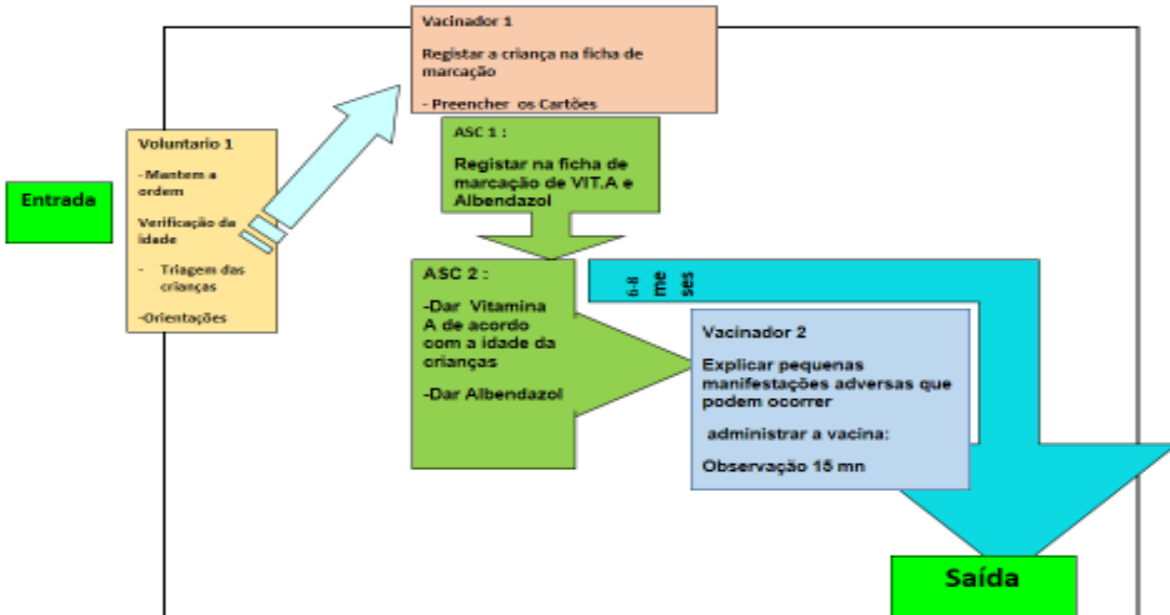 Entrada
Voluntario 1
-Mantem a
ordem
Verificação da
idade
- Triagem das
crianças
-Orientações
Vacinador 1
Registar a criança na ficha de
marcação
- Preencher os Cartões
ASC 1 :
Registar na ficha de
marcação de VIT.A e
Albendazol
ASC 2 :
-Dar Vitamina
A de acordo
com a idade da
crianças
-Dar Albendazol
6-8
me
ses
Vacinador 2
Explicar pequenas
manifestações adversas que
podem ocorrer
administrar a vacina:
Observação 15 mn
Saída